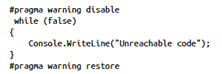 #pragma warning disable
while (false)
{
Console.WriteLine("Unreachable code");
}
#pragma warning restore